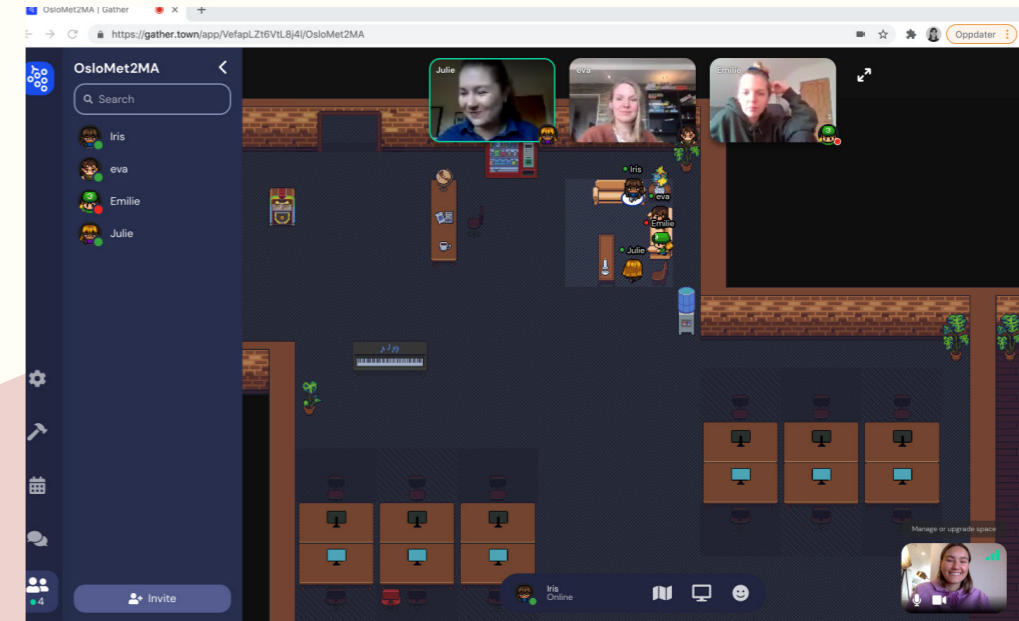 OsloMet2MA | Gather
https://gather.town/app/VefapLZt6VtL8j4l/OsloMet2MA
Oppdater
OsloMet2MA
Search
Iris
eva
Emilie
Julie
Julie
eva
Emilie
Iris
eva
Emilie
Julie
Manage or upgrade space
4
Invite
Iris
Online